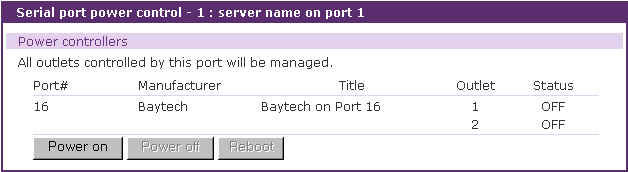 Serial port power control - 1 : server name on port 1
Power controllers
All outlets controlled by this port will be managed.
Port# Manufacturer Title Outlet Status
16 Baytech Baytech on Port 16 1 OFF
2 OFF
Power on Power off Reboot